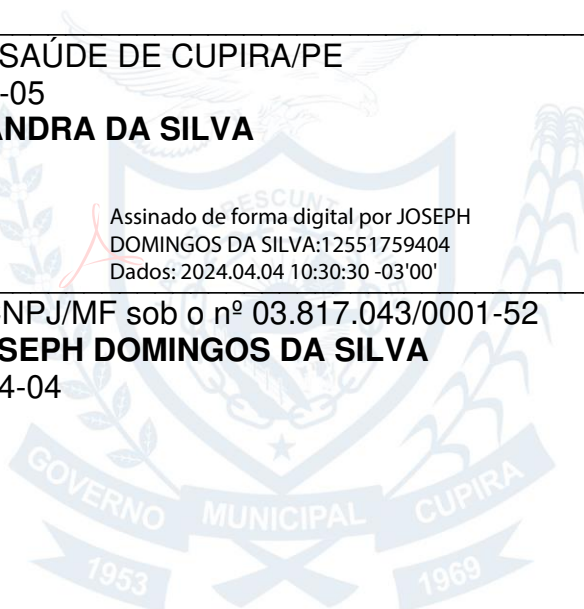 SAÚDE DE CUPIRA/PE
-05
ANDRA DA SILVA
Assinado de forma digital por JOSEPH
DOMINGOS DA SILVA:12551759404
Dados: 2024.04.04 10:30:30 -03'00'
NPJ/MF sob o nº 03.817.043/0001-52
SEPH DOMINGOS DA SILVA
4-04
GOVERNO MUNICIPAL CUPIRA
1953 1969